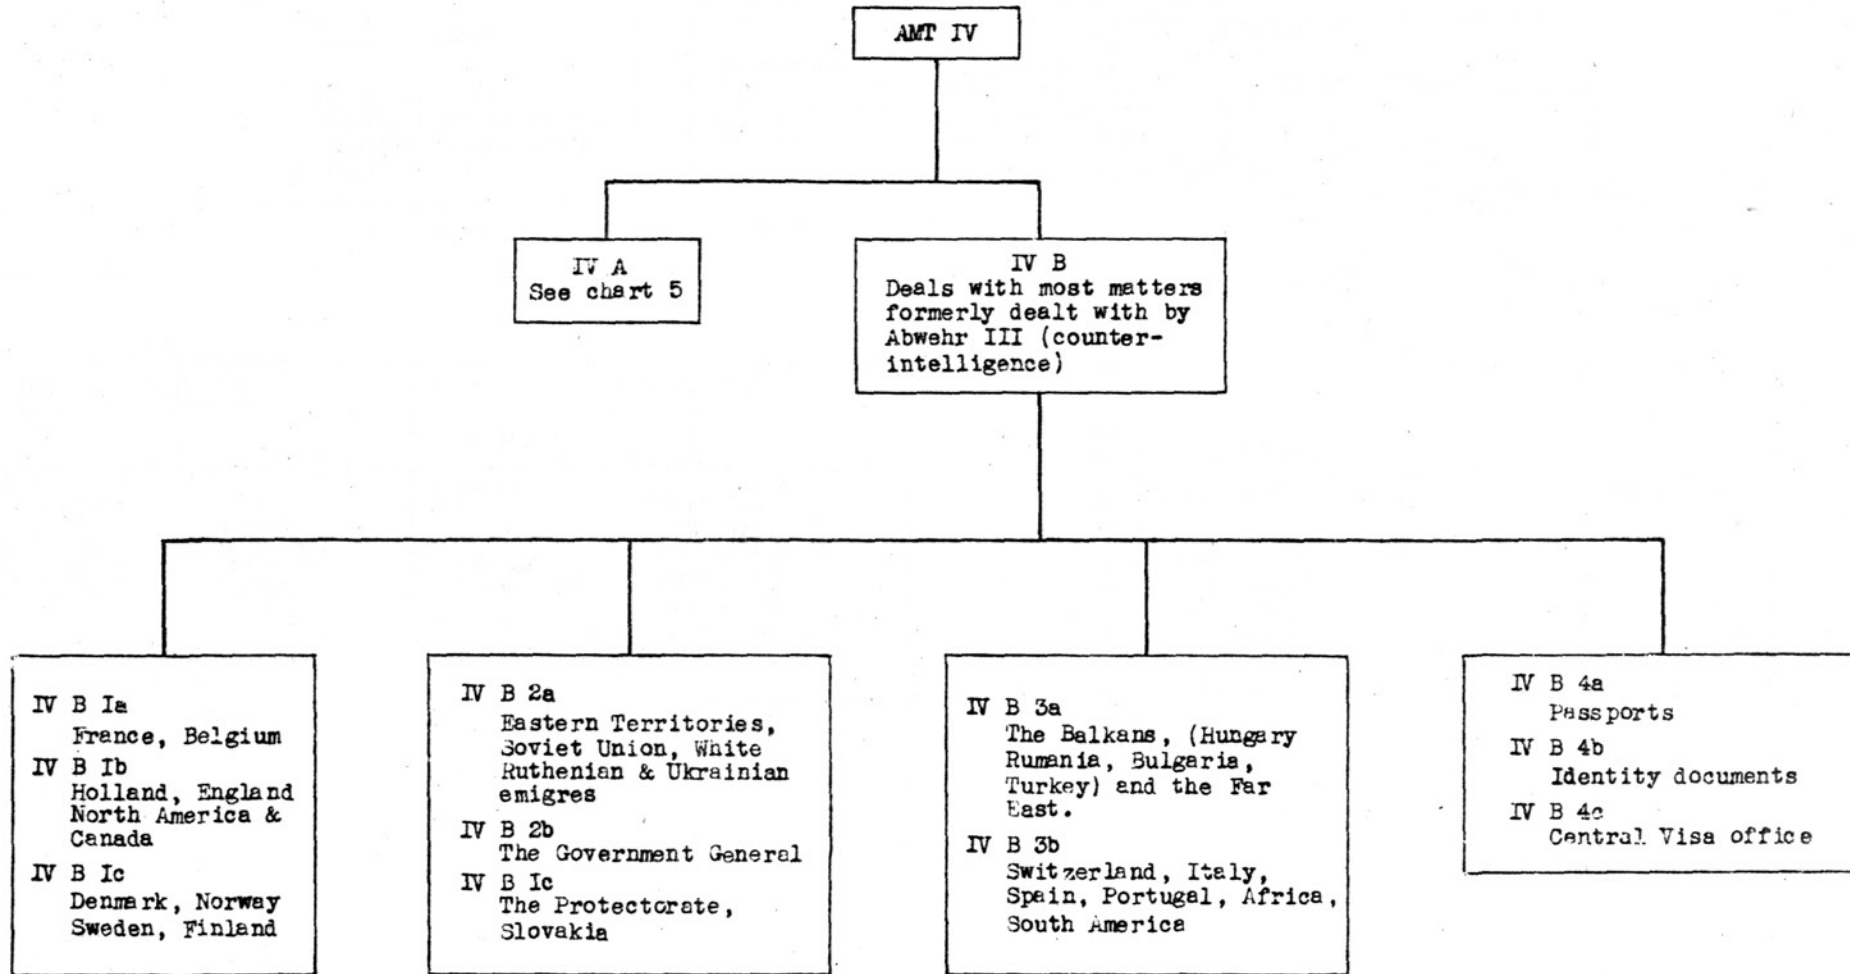 AMT IV
IV A
See chart 5
IV B
Deals with most matters
formerly dealt with by
Abwehr III (counter-
intelligence)
IV B Ia
France, Belgium
IV B Ib
Holland, England
North America &
Canada
IV B Ic
Denmark, Norway
Sweden, Finland
IV B 2a
Eastern Territories,
Soviet Union, White
Ruthenian & Ukrainian
emigres
IV B 2b
The Government General
IV B Ic
The Protectorate,
Slovakia
IV B 3a
The Balkans, (Hungary
Rumania, Bulgaria,
Turkey) and the Far
East.
IV B 3b
Switzerland, Italy,
Spain, Portugal, Africa,
South America
IV B 4a
Passports
IV B 4b
Identity documents
IV B 4c
Central Visa office